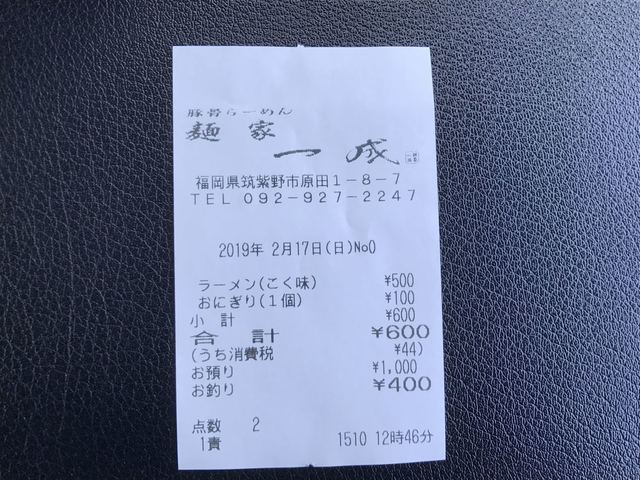 豚骨らーめん
麺家
一成
福岡県筑紫野市原田1-8-7
TEL 092-927-2247
2019年 2月17日(日)No0
ラーメン(こく味) ¥500
おにぎり(1個) ¥100
小 計 ¥600
合 計 ¥600
(うち消費税 ¥44)
お預り ¥1,000
お釣り ¥400
点数 2
1責 1510 12時46分